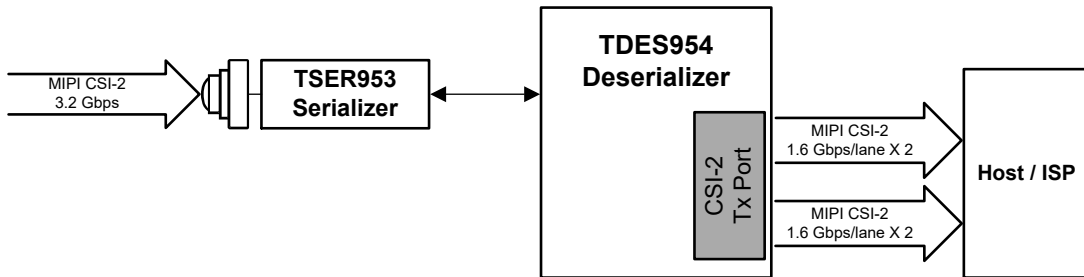 MIPI CSI-2
3.2 Gbps
TSER953
Serializer
TDES954
Deserializer
CSI-2
Tx Port
MIPI CSI-2
1.6 Gbps/lane X 2
MIPI CSI-2
1.6 Gbps/lane X 2
Host / ISP